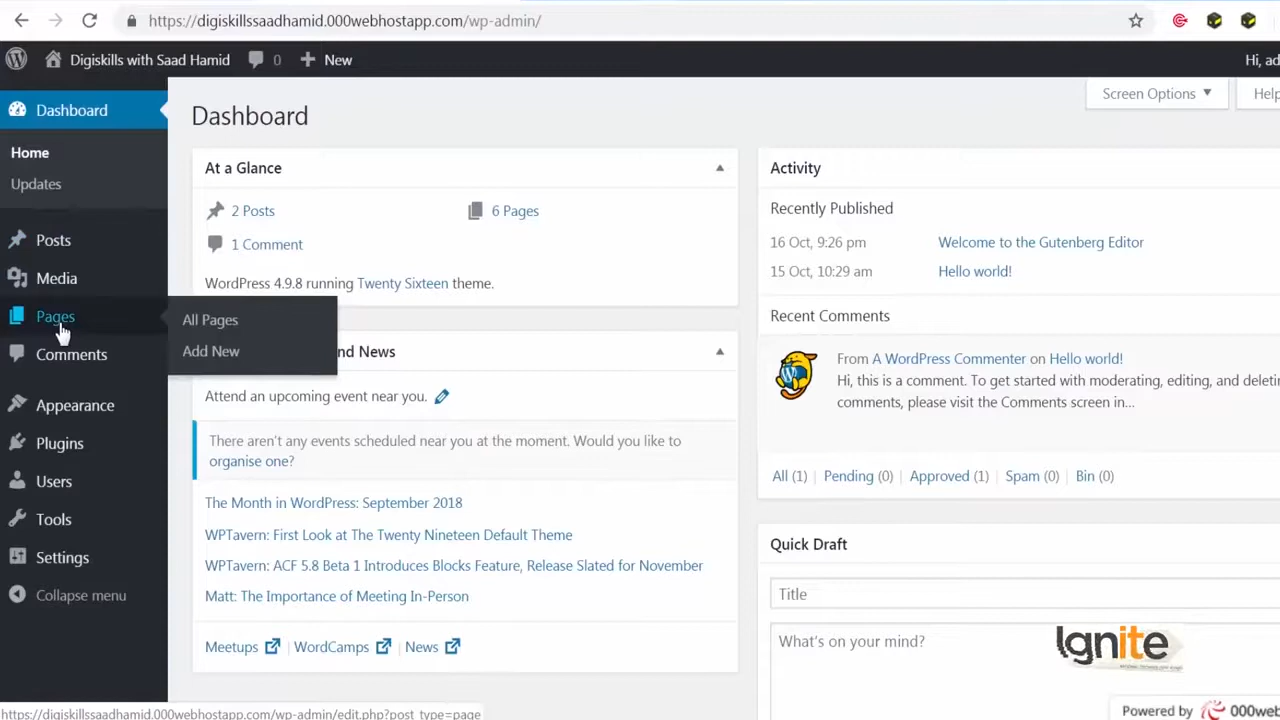 https://digiskillssaadhamid.000webhostapp.com/wp-admin/
Digiskills with Saad Hamid
0
New
Hi, ad
Dashboard
Home
Updates
Posts
Media
Pages
Comments
Appearance
Plugins
Users
Tools
Settings
Collapse menu
All Pages
Add New
Dashboard
Screen Options
Help
At a Glance
2 Posts
6 Pages
1 Comment
WordPress 4.9.8 running Twenty Sixteen theme.
nd News
Attend an upcoming event near you.
There aren't any events scheduled near you at the moment. Would you like to
organise one?
The Month in WordPress: September 2018
WPTavern: First Look at The Twenty Nineteen Default Theme
WPTavern: ACF 5.8 Beta 1 Introduces Blocks Feature, Release Slated for November
Matt: The Importance of Meeting In-Person
Meetups | WordCamps | News
Activity
Recently Published
16 Oct, 9:26 pm Welcome to the Gutenberg Editor
15 Oct, 10:29 am Hello world!
Recent Comments
From A WordPress Commenter on Hello world!
Hi, this is a comment. To get started with moderating, editing, and deleti
comments, please visit the Comments screen in…
All (1) | Pending (0) | Approved (1) | Spam (0) | Bin (0)
Quick Draft
Title
What's on your mind?
Ignite
Powered by 000web
https://digiskillssaadhamid.000webhostapp.com/wp-admin/edit.php?post_type=page